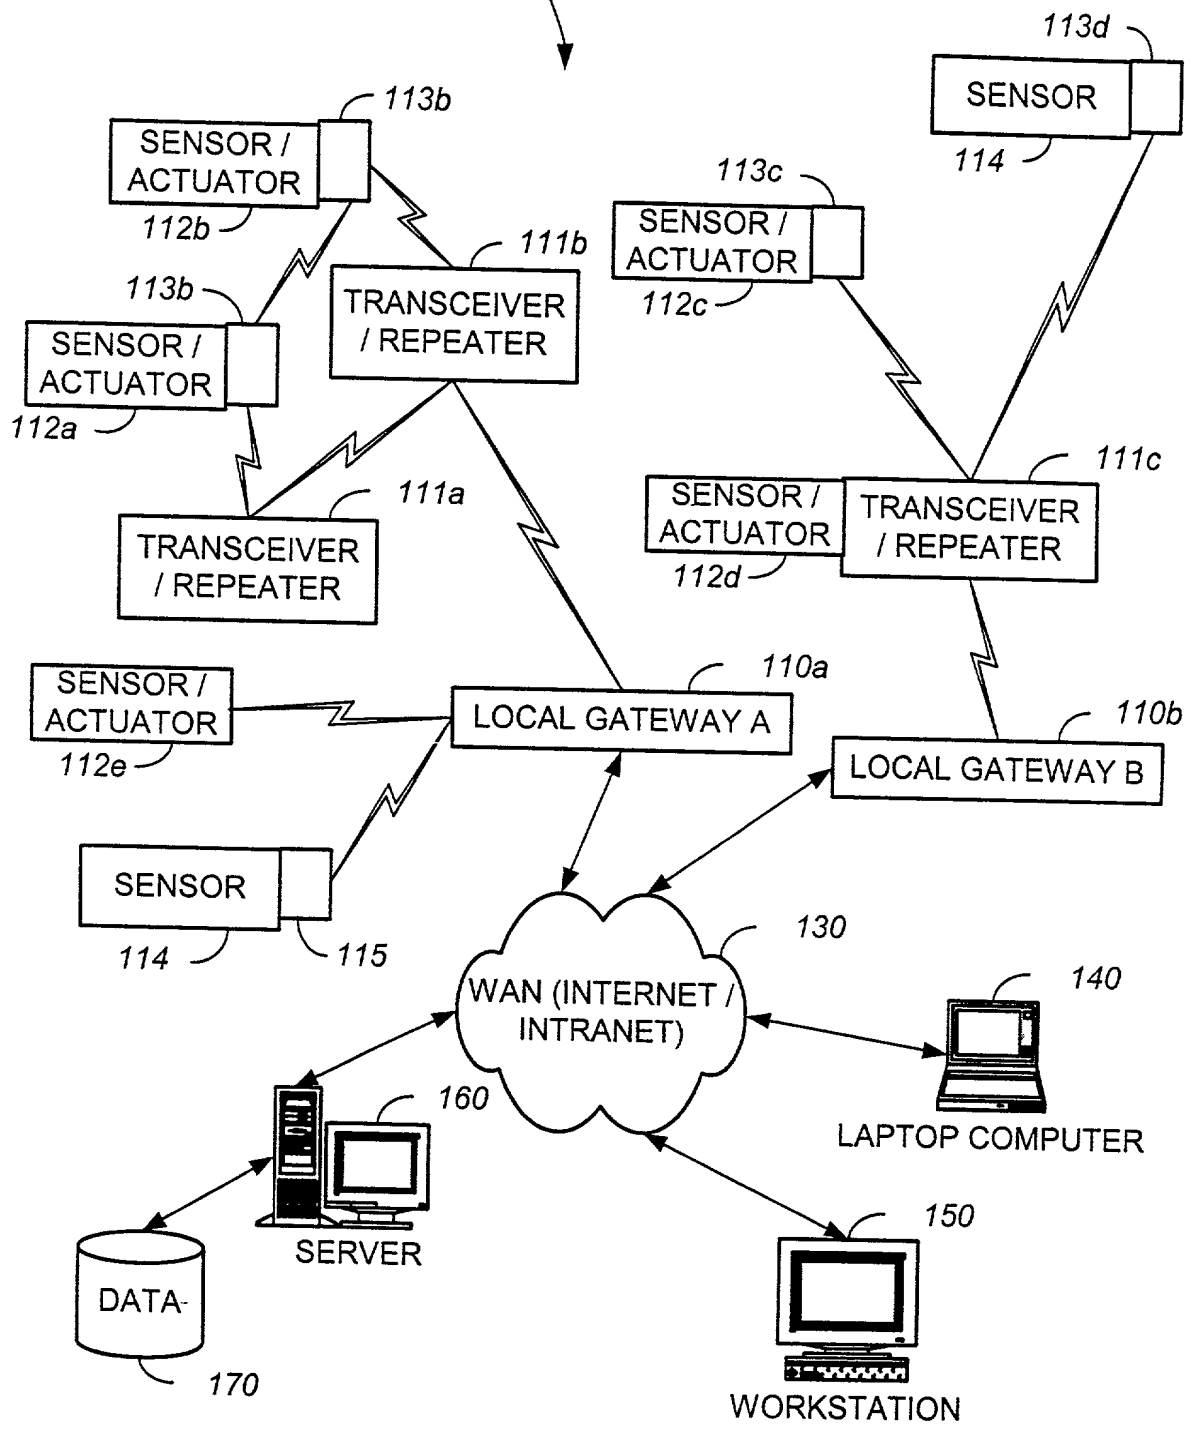 113d
SENSOR
114
113b
SENSOR /
ACTUATOR
112b
113c
SENSOR /
ACTUATOR
112c
111b
TRANSCEIVER
/ REPEATER
113b
SENSOR /
ACTUATOR
112a
111c
SENSOR /
ACTUATOR
112d
TRANSCEIVER
/ REPEATER
111a
TRANSCEIVER
/ REPEATER
110a
LOCAL GATEWAY A
SENSOR /
ACTUATOR
112e
110b
LOCAL GATEWAY B
SENSOR
114
115
130
WAN (INTERNET /
INTRANET)
140
LAPTOP COMPUTER
160
SERVER
150
WORKSTATION
DATA
170